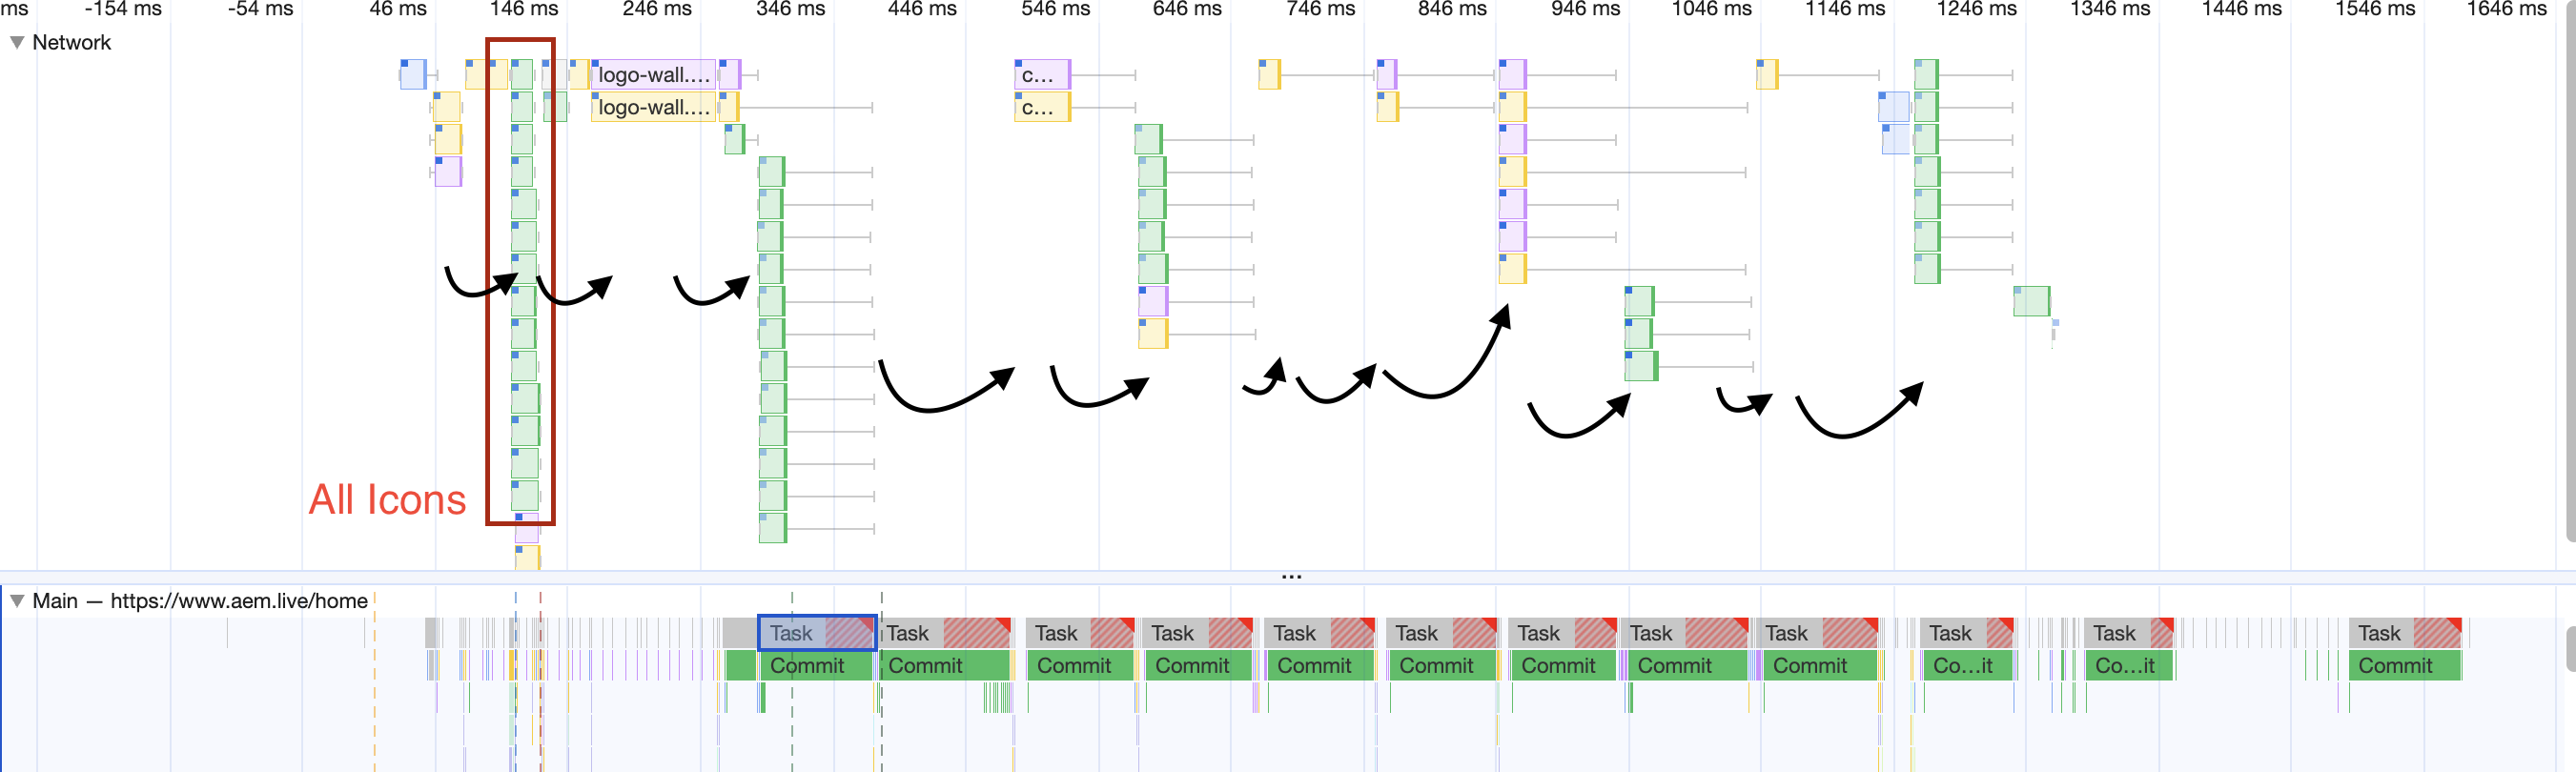 ms -154 ms -54 ms 46 ms 146 ms 246 ms 346 ms 446 ms 546 ms 646 ms 746 ms 846 ms 946 ms 1046 ms 1146 ms 1246 ms 1346 ms 1446 ms 1546 ms 1646 ms
Network
logo-wall.... c...
logo-wall.... c...
All Icons
...
Main — https://www.aem.live/home
Task Task Task Task Task Task Task Task Task Task Task Task
Commit Commit Commit Commit Commit Commit Commit Commit Commit Co...it Co...it Commit